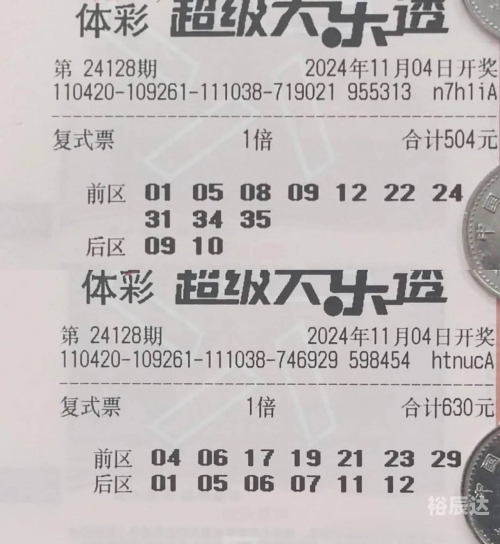 体彩 超级大乐透
第 24128期 2024年11月04日开奖
110420-109261-111038-719021 955313 n7h1iA
复式票 1倍 合计504元
前区 01 05 08 09 12 22 24
31 34 35
后区 09 10
体彩 超级大乐透
第 24128期 2024年11月04日开奖
110420-109261-111038-746929 598454 htnucA
复式票 1倍 合计630元
前区 04 06 17 19 21 23 29
后区 01 05 06 07 11 12
中國
中國
裕辰达